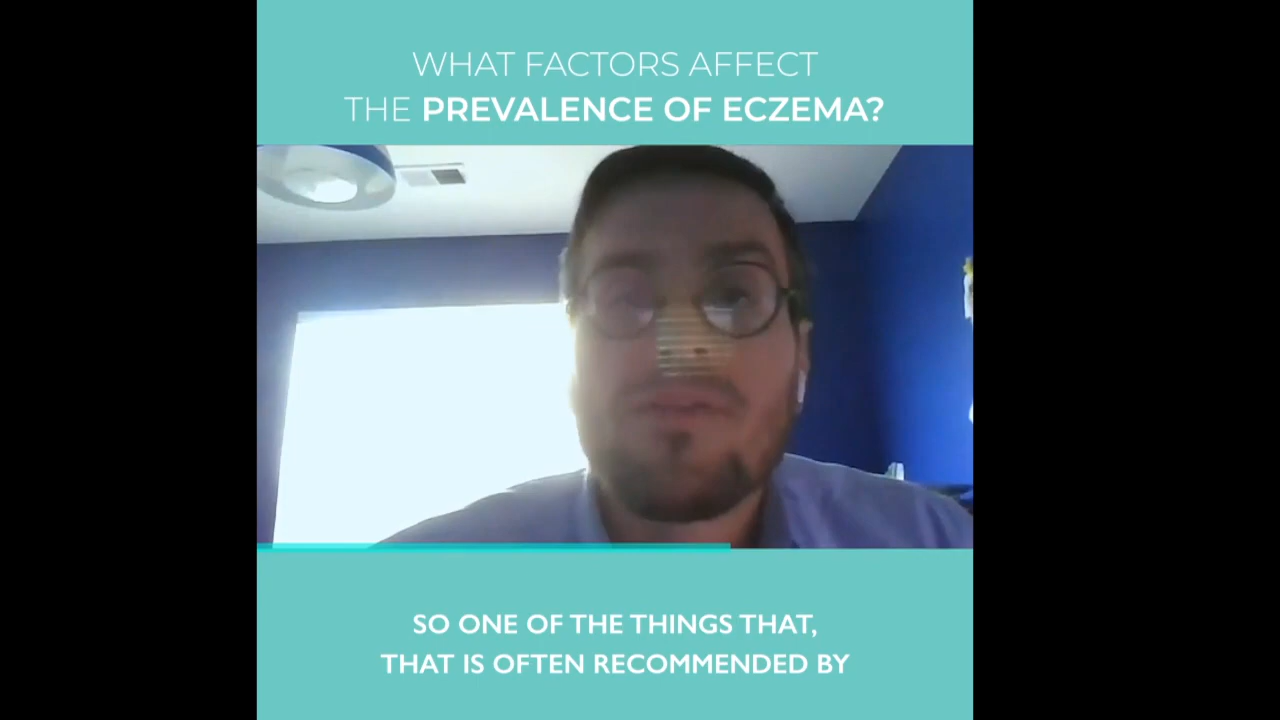 WHAT FACTORS AFFECT
THE PREVALENCE OF ECZEMA?
SO ONE OF THE THINGS THAT,
THAT IS OFTEN RECOMMENDED BY